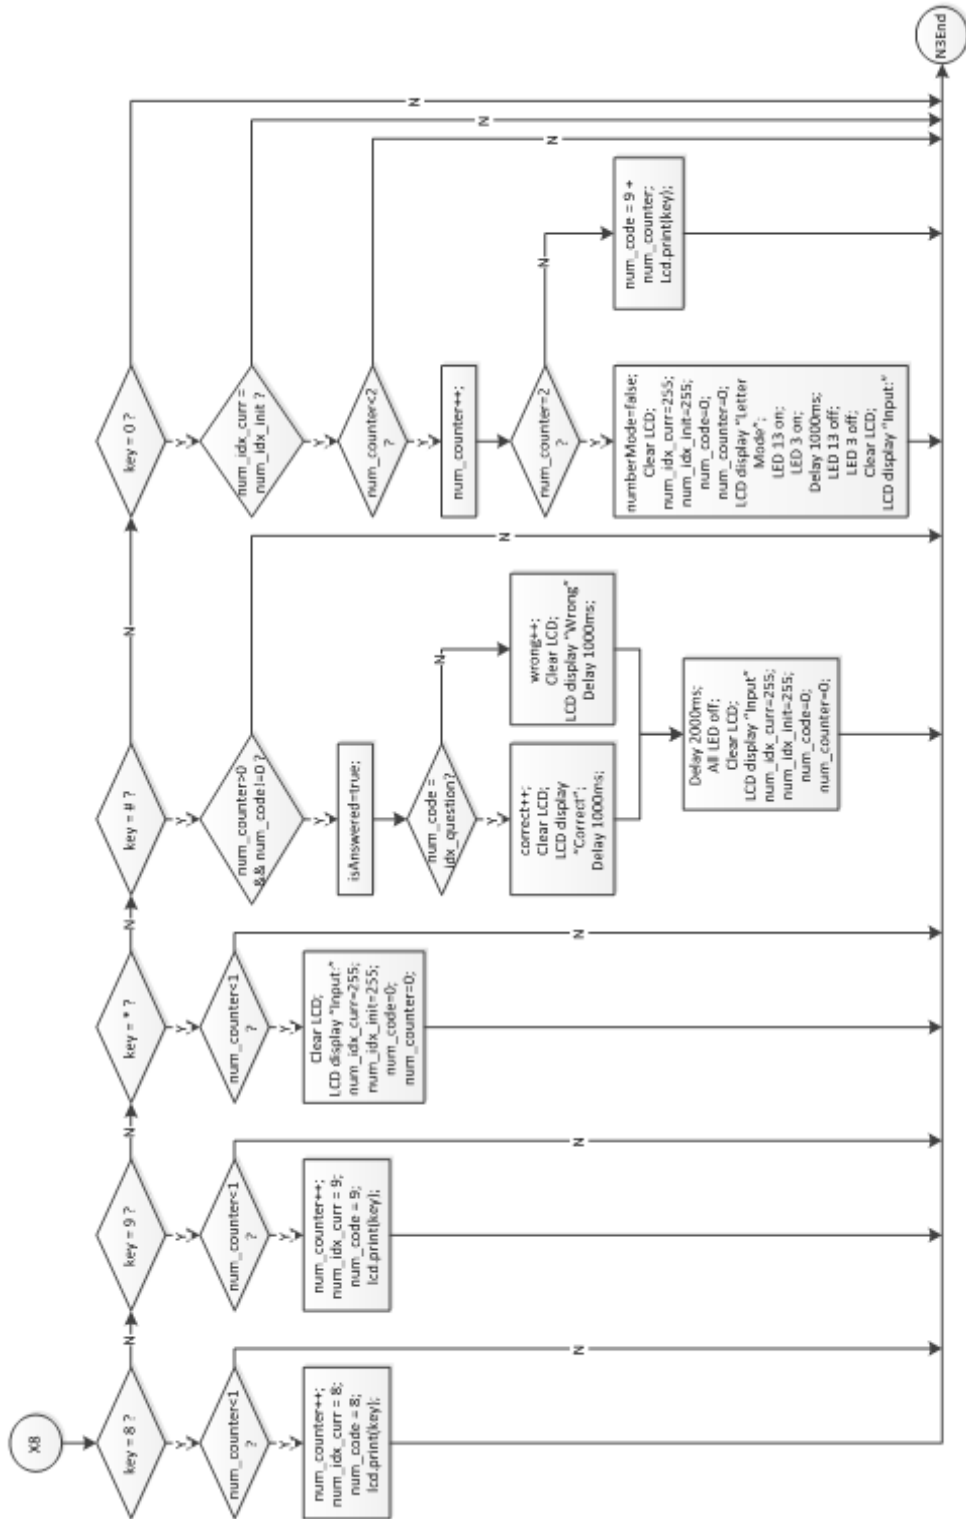 X8
key = 8 ?
N
Y
num_counter<1
?
N
Y
num_counter++;
num_idx_curr = 8;
num_code = 8;
lcd.print(key);
key = 9 ?
N
Y
num_counter<1
?
N
Y
num_counter++;
num_idx_curr = 9;
num_code = 9;
lcd.print(key);
key = * ?
N
Y
num_counter<1
?
N
Y
Clear LCD;
LCD display "Input:"
num_idx_curr=255;
num_idx_init=255;
num_code=0;
num_counter=0;
key = # ?
N
Y
num_counter>0
&& num_code!=0 ?
N
Y
isAnswered=true;
num_code =
idx_question?
N
Y
correct++;
Clear LCD;
LCD display
"Correct";
Delay 1000ms;
wrong++;
Clear LCD;
LCD display "Wrong"
Delay 1000ms;
Delay 2000ms;
All LED off;
Clear LCD;
LCD display "Input"
num_idx_curr=255;
num_idx_init=255;
num_code=0;
num_counter=0;
key = 0 ?
N
Y
num_idx_curr =
num_idx_init ?
N
Y
num_counter<2
?
N
Y
num_counter++;
num_counter=2
?
N
Y
numberMode=false;
Clear LCD;
num_idx_curr=255;
num_idx_init=255;
num_code=0;
num_counter=0;
LCD display "Letter
Mode";
LED 13 on;
LED 3 on;
Delay 1000ms;
LED 13 off;
LED 3 off;
Clear LCD;
LCD display "Input:"
num_code = 9 +
num_counter;
Lcd.print(key);
N3End